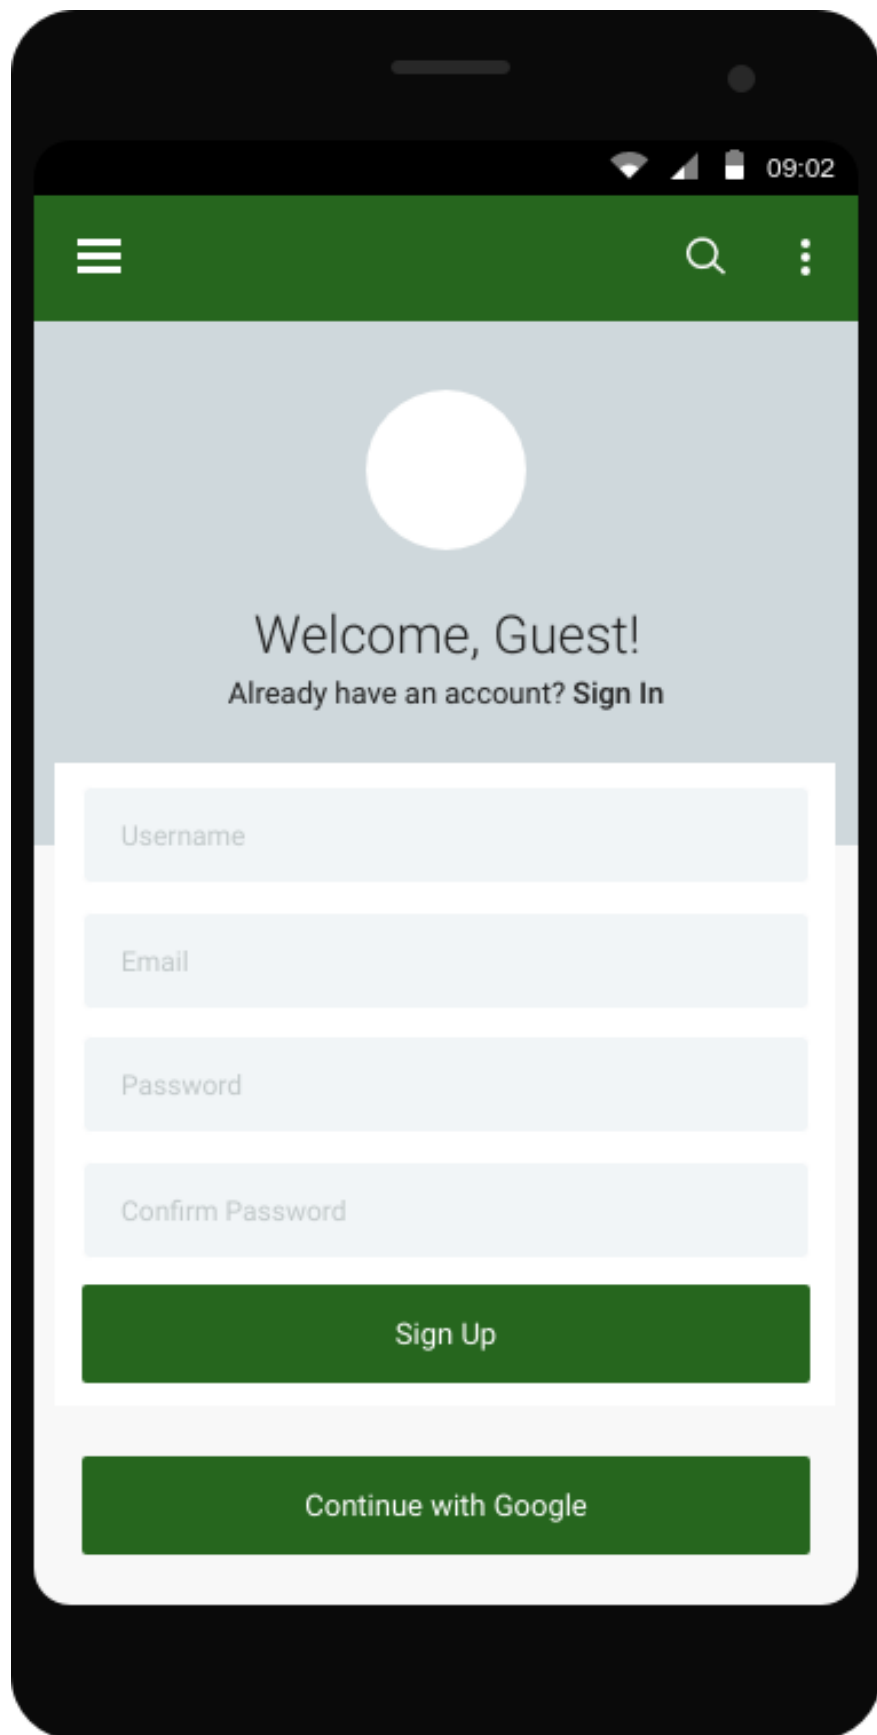 09:02
Welcome, Guest!
Already have an account? Sign In
Username
Email
Password
Confirm Password
Sign Up
Continue with Google